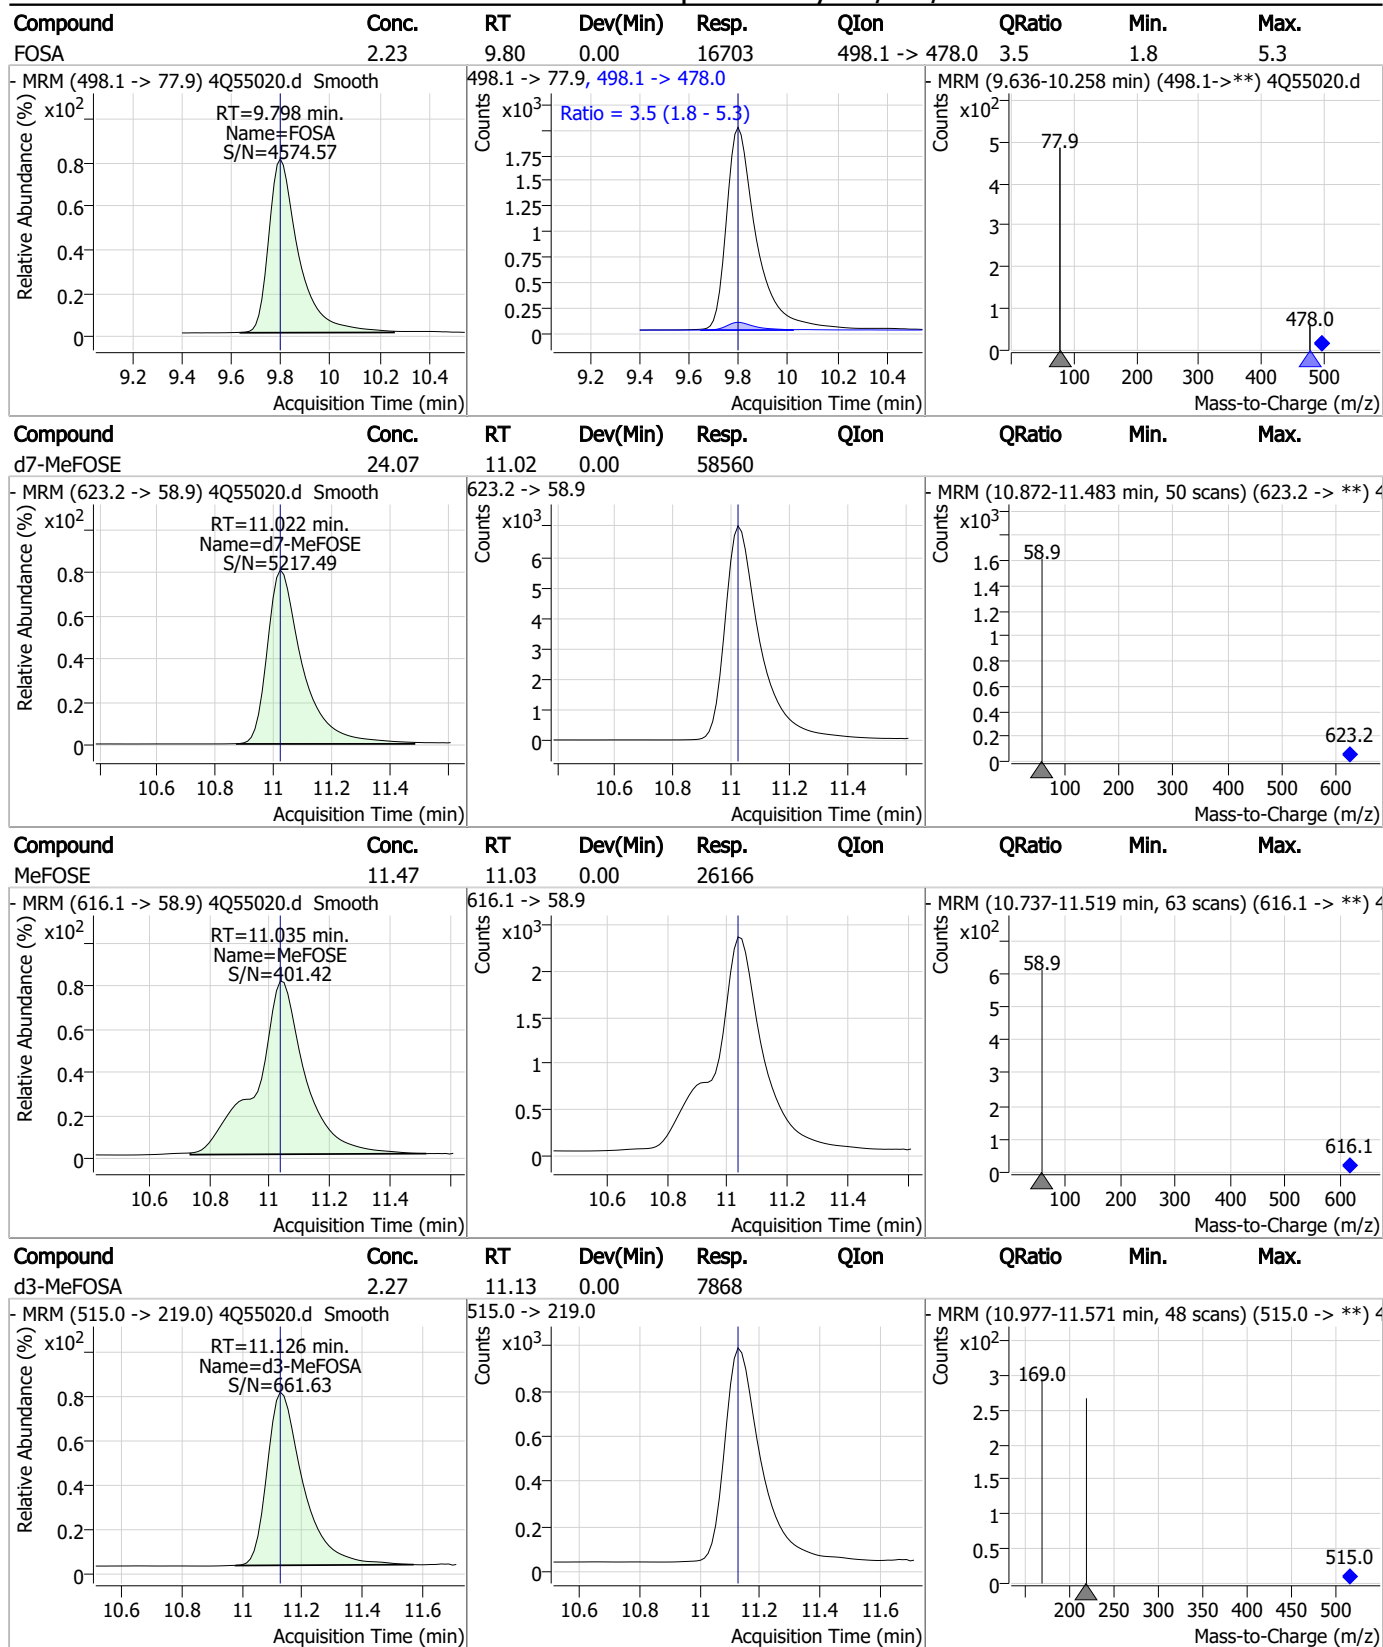 Compound Conc. RT Dev(Min) Resp. QIon QRatio Min. Max.
FOSA 2.23 9.80 0.00 16703 498.1 -> 478.0 3.5 1.8 5.3
- MRM (498.1 -> 77.9) 4Q55020.d Smooth
Relative Abundance (%)
x10²
RT=9.798 min.
Name=FOSA
S/N=4574.57
0.8
0.6
0.4
0.2
0
9.2 9.4 9.6 9.8 10 10.2 10.4
Acquisition Time (min)
498.1 -> 77.9, 498.1 -> 478.0
Counts
x10³
Ratio = 3.5 (1.8 - 5.3)
1.75
1.5
1.25
1
0.75
0.5
0.25
0
9.2 9.4 9.6 9.8 10 10.2 10.4
Acquisition Time (min)
- MRM (9.636-10.258 min) (498.1->**) 4Q55020.d
Counts
x10²
77.9
478.0
5
4
3
2
1
0
100 200 300 400 500
Mass-to-Charge (m/z)
Compound Conc. RT Dev(Min) Resp. QIon QRatio Min. Max.
d7-MeFOSE 24.07 11.02 0.00 58560
- MRM (623.2 -> 58.9) 4Q55020.d Smooth
Relative Abundance (%)
x10²
RT=11.022 min.
Name=d7-MeFOSE
S/N=5217.49
0.8
0.6
0.4
0.2
0
10.6 10.8 11 11.2 11.4
Acquisition Time (min)
623.2 -> 58.9
Counts
x10³
6
5
4
3
2
1
0
10.6 10.8 11 11.2 11.4
Acquisition Time (min)
- MRM (10.872-11.483 min, 50 scans) (623.2 -> **) 4
Counts
x10³
58.9
623.2
1.6
1.4
1.2
1
0.8
0.6
0.4
0.2
0
100 200 300 400 500 600
Mass-to-Charge (m/z)
Compound Conc. RT Dev(Min) Resp. QIon QRatio Min. Max.
MeFOSE 11.47 11.03 0.00 26166
- MRM (616.1 -> 58.9) 4Q55020.d Smooth
Relative Abundance (%)
x10²
RT=11.035 min.
Name=MeFOSE
S/N=401.42
0.8
0.6
0.4
0.2
0
10.6 10.8 11 11.2 11.4
Acquisition Time (min)
616.1 -> 58.9
Counts
x10³
2
1.5
1
0.5
0
10.6 10.8 11 11.2 11.4
Acquisition Time (min)
- MRM (10.737-11.519 min, 63 scans) (616.1 -> **) 4
Counts
x10²
58.9
616.1
6
5
4
3
2
1
0
100 200 300 400 500 600
Mass-to-Charge (m/z)
Compound Conc. RT Dev(Min) Resp. QIon QRatio Min. Max.
d3-MeFOSA 2.27 11.13 0.00 7868
- MRM (515.0 -> 219.0) 4Q55020.d Smooth
Relative Abundance (%)
x10²
RT=11.126 min.
Name=d3-MeFOSA
S/N=661.63
0.8
0.6
0.4
0.2
0
10.6 10.8 11 11.2 11.4 11.6
Acquisition Time (min)
515.0 -> 219.0
Counts
x10³
0.8
0.6
0.4
0.2
0
10.6 10.8 11 11.2 11.4 11.6
Acquisition Time (min)
- MRM (10.977-11.571 min, 48 scans) (515.0 -> **) 4
Counts
x10²
169.0
515.0
3
2.5
2
1.5
1
0.5
0
200 250 300 350 400 450 500
Mass-to-Charge (m/z)